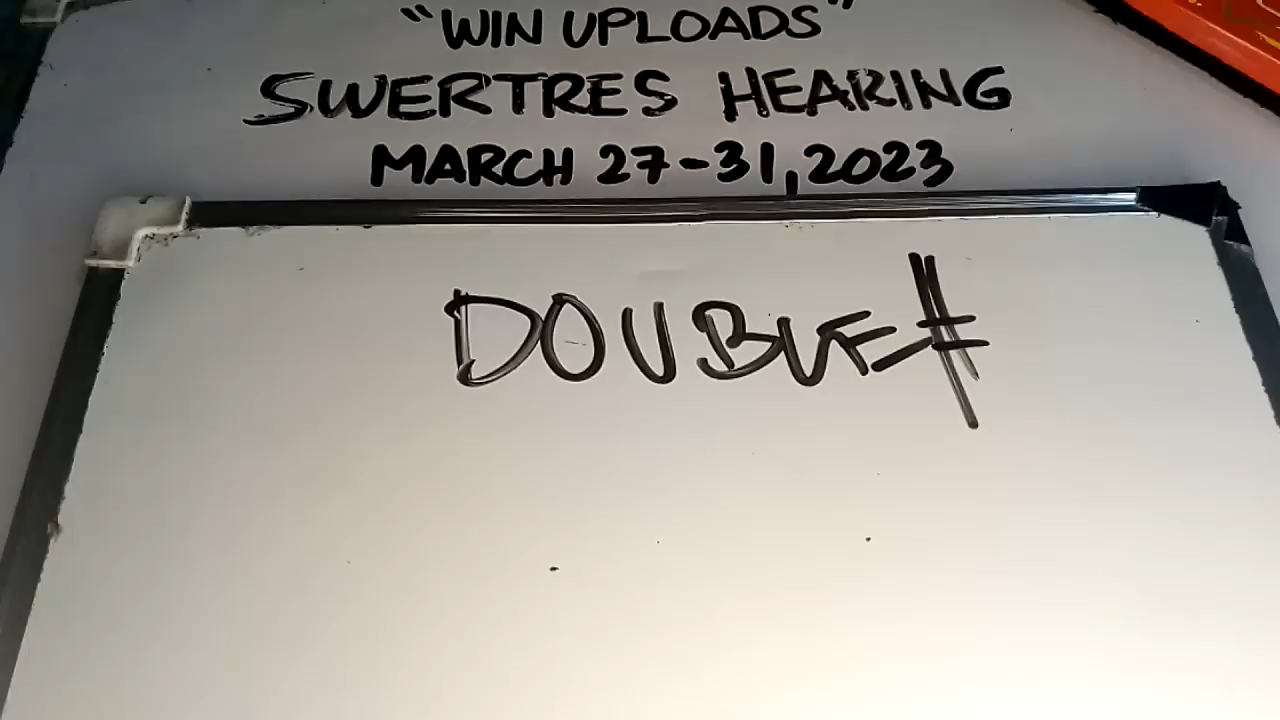 "WIN UPLOADS"
SWERTRES HEARING
MARCH 27-31,2023
DOUBLE #